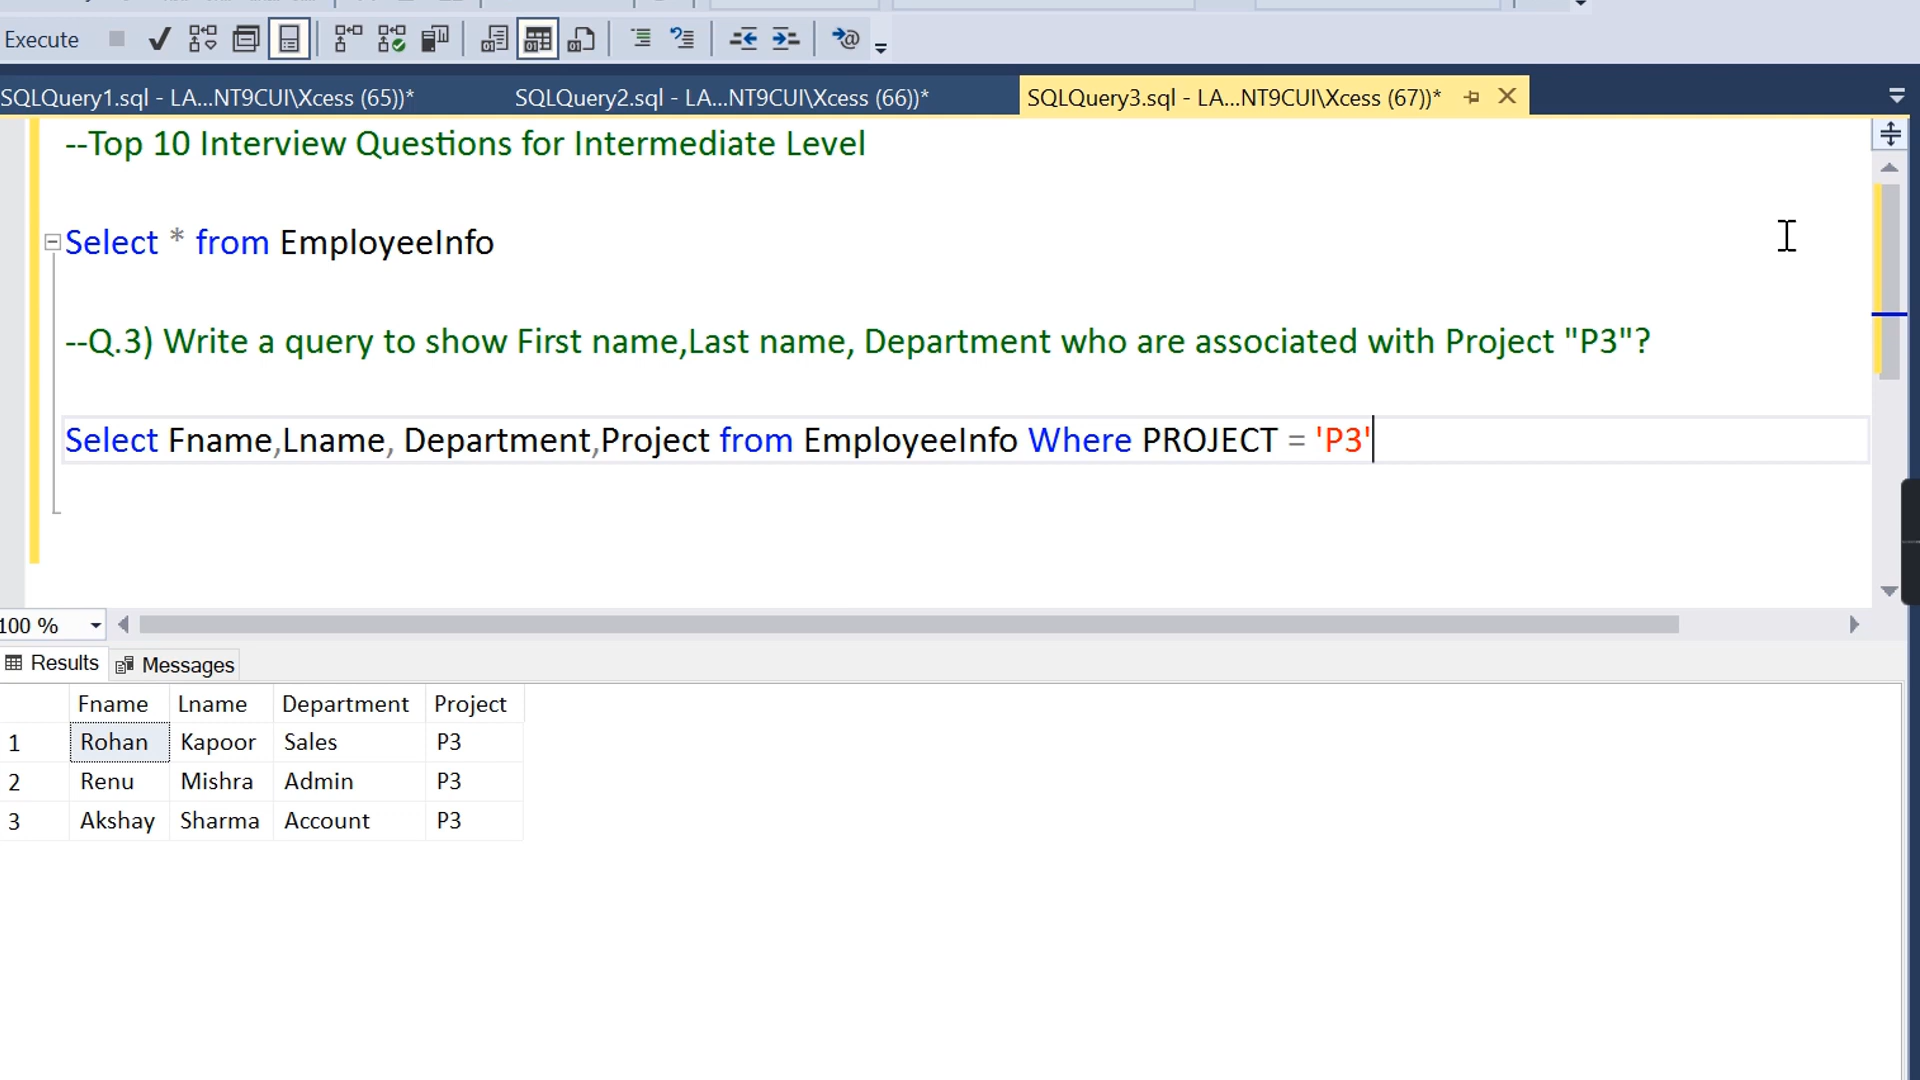 Execute
SQLQuery1.sql - LA...NT9CUI\Xcess (65))* SQLQuery2.sql - LA...NT9CUI\Xcess (66))* SQLQuery3.sql - LA...NT9CUI\Xcess (67))*
--Top 10 Interview Questions for Intermediate Level
Select * from EmployeeInfo
--Q.3) Write a query to show First name,Last name, Department who are associated with Project "P3"?
Select Fname,Lname, Department,Project from EmployeeInfo Where PROJECT = 'P3'
100 %
Results Messages
Fname Lname Department Project
1 Rohan Kapoor Sales P3
2 Renu Mishra Admin P3
3 Akshay Sharma Account P3